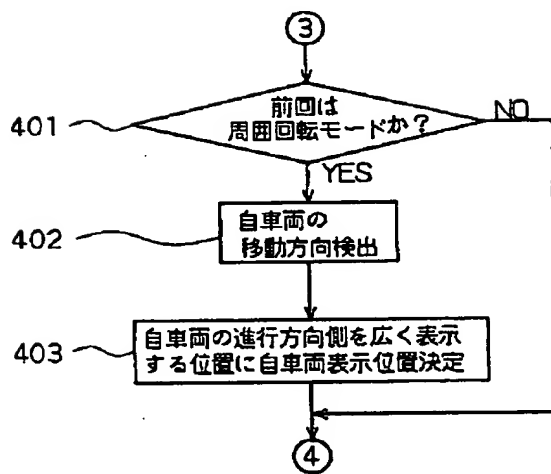 ③
前回は
周囲回転モードか?
401
NO
YES
自車両の
移動方向検出
402
自車両の進行方向側を広く表示
する位置に自車両表示位置決定
403
④